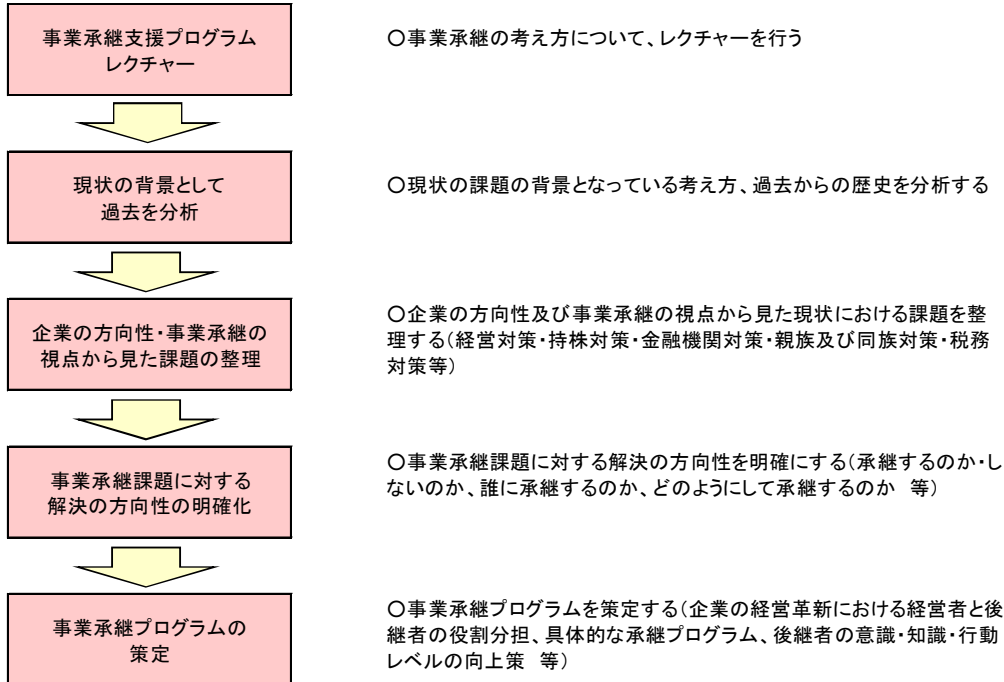 事業承継支援プログラム
レクチャー
○事業承継の考え方について、レクチャーを行う
現状の背景として
過去を分析
○現状の課題の背景となっている考え方、過去からの歴史を分析する
企業の方向性・事業承継の
視点から見た課題の整理
○企業の方向性及び事業承継の視点から見た現状における課題を整
理する（経営対策・持株対策・金融機関対策・親族及び同族対策・税務
対策等）
事業承継課題に対する
解決の方向性の明確化
○事業承継課題に対する解決の方向性を明確にする（承継するのか・し
ないのか、誰に承継するのか、どのようにして承継するのか　等）
事業承継プログラムの
策定
○事業承継プログラムを策定する（企業の経営革新における経営者と後
継者の役割分担、具体的な承継プログラム、後継者の意識・知識・行動
レベルの向上策　等）